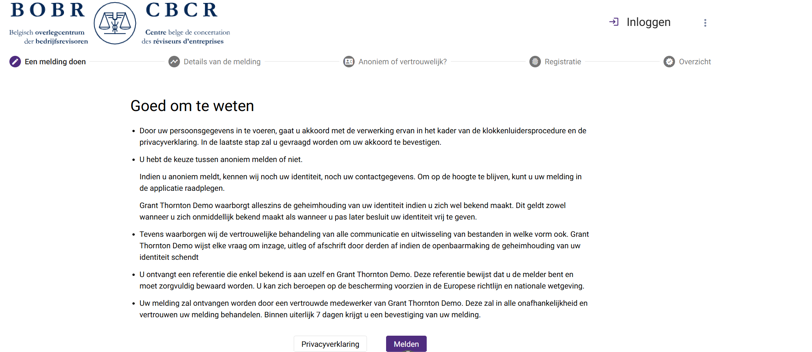 BOBR CBCR
Belgisch overlegcentrum
der bedrijfsrevisoren
Centre belge de concertation
des réviseurs d'entreprises
Inloggen
Een melding doen
Details van de melding
Anoniem of vertrouwelijk?
Registratie
Overzicht
Goed om te weten
• Door uw persoonsgegevens in te voeren, gaat u akkoord met de verwerking ervan in het kader van de klokkenluidersprocedure en de
privacyverklaring. In de laatste stap zal u gevraagd worden om uw akkoord te bevestigen.
• U hebt de keuze tussen anoniem melden of niet.
Indien u anoniem meldt, kennen wij noch uw identiteit, noch uw contactgegevens. Om op de hoogte te blijven, kunt u uw melding in
de applicatie raadplegen.
Grant Thornton Demo waarborgt alleszins de geheimhouding van uw identiteit indien u zich wel bekend maakt. Dit geldt zowel
wanneer u zich onmiddellijk bekend maakt als wanneer u pas later besluit uw identiteit vrij te geven.
• Tevens waarborgen wij de vertrouwelijke behandeling van alle communicatie en uitwisseling van bestanden in welke vorm ook. Grant
Thornton Demo wijst elke vraag om inzage, uitleg of afschrift door derden af indien de openbaarmaking de geheimhouding van uw
identiteit schendt
• U ontvangt een referentie die enkel bekend is aan uzelf en Grant Thornton Demo. Deze referentie bewijst dat u de melder bent en
moet zorgvuldig bewaard worden. U kan zich beroepen op de bescherming voorzien in de Europese richtlijn en nationale wetgeving.
• Uw melding zal ontvangen worden door een vertrouwde medewerker van Grant Thornton Demo. Deze zal in alle onafhankelijkheid en
vertrouwen uw melding behandelen. Binnen uiterlijk 7 dagen krijgt u een bevestiging van uw melding.
Privacyverklaring
Melden